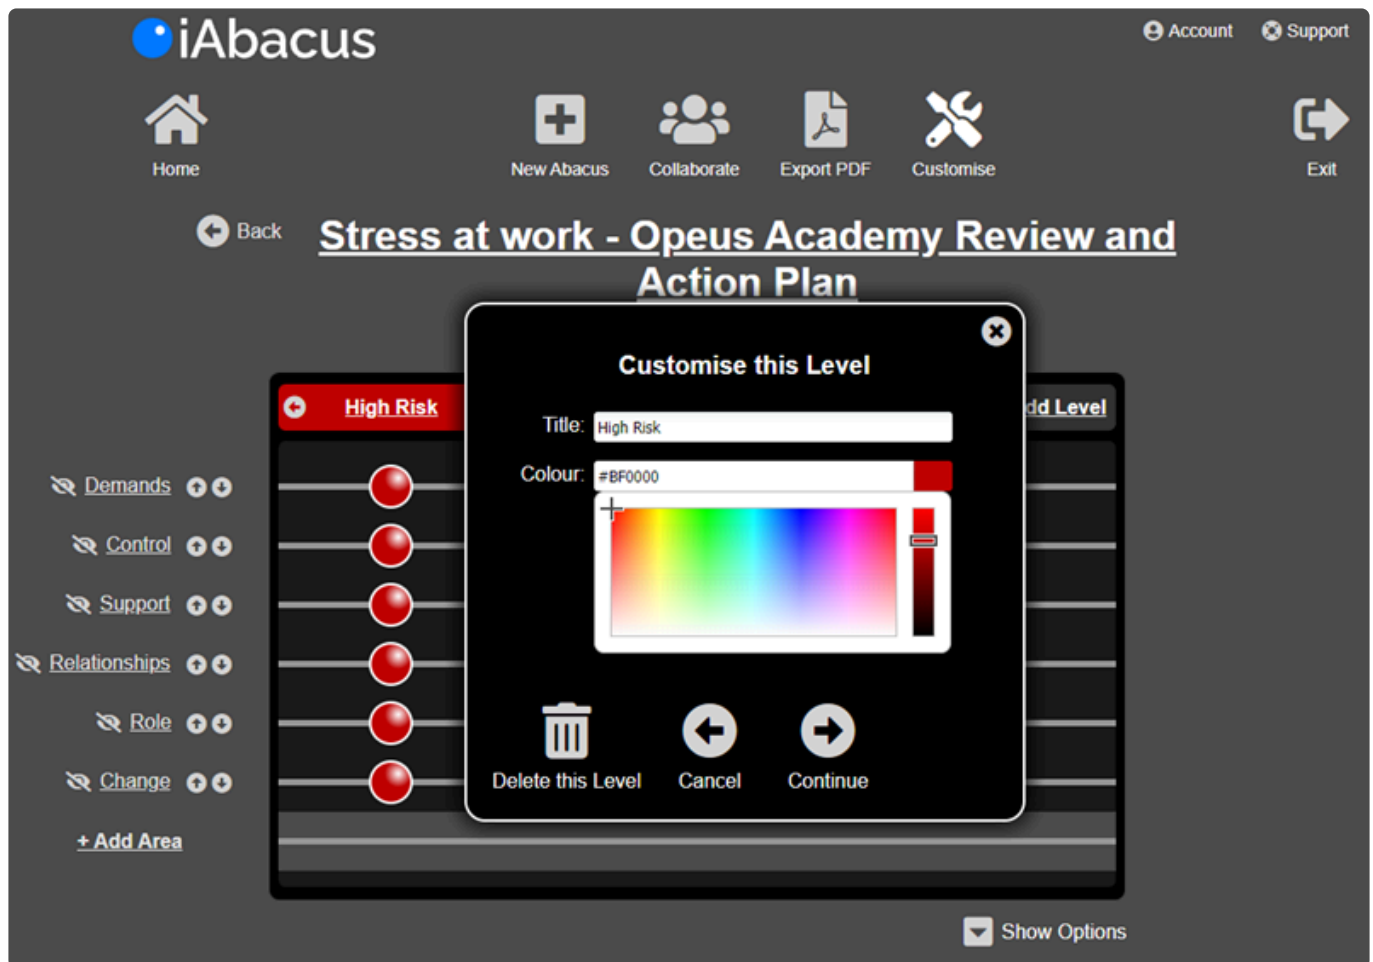 iAbacus
Account
Support
Home
New Abacus
Collaborate
Export PDF
Customise
Exit
Back
Stress at work - Opeus Academy Review and
Action Plan
Customise this Level
High Risk
dd Level
Title:
High Risk
Colour:
#BF0000
Demands
Control
Support
Relationships
Role
Change
+ Add Area
Delete this Level
Cancel
Continue
Show Options